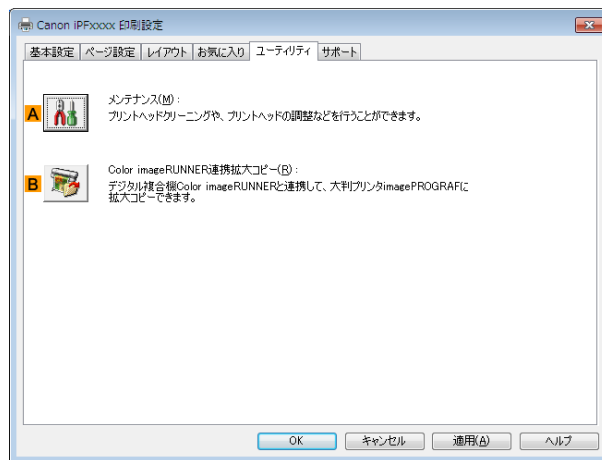 Canon iPFxxxx 印刷設定
基本設定 ページ設定 レイアウト お気に入り ユーティリティ サポート
A
メンテナンス(M) :
プリントヘッドクリーニングや、プリントヘッドの調整などを行うことができます。
B
Color imageRUNNER連携拡大コピー(R) :
デジタル複合機Color imageRUNNERと連携して、大判プリンタimagePROGRAFに
拡大コピーできます。
OK キャンセル 適用(A) ヘルプ